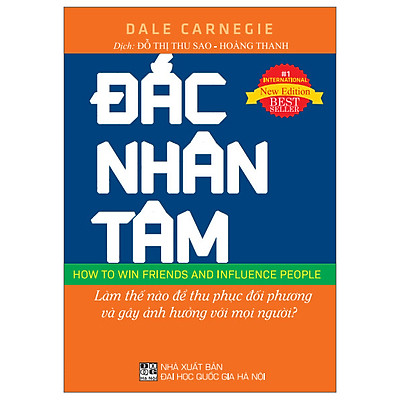 DALE CARNEGIE
Dịch: ĐỖ THỊ THU SAO - HOÀNG THANH
#1
INTERNATIONAL
New Edition
BEST
SELLER
ĐẮC
NHÂN
TÂM
HOW TO WIN FRIENDS AND INFLUENCE PEOPLE
Làm thế nào để thu phục đối phương
và gây ảnh hưởng với mọi người?
NHÀ XUẤT BẢN
ĐẠI HỌC QUỐC GIA HÀ NỘI